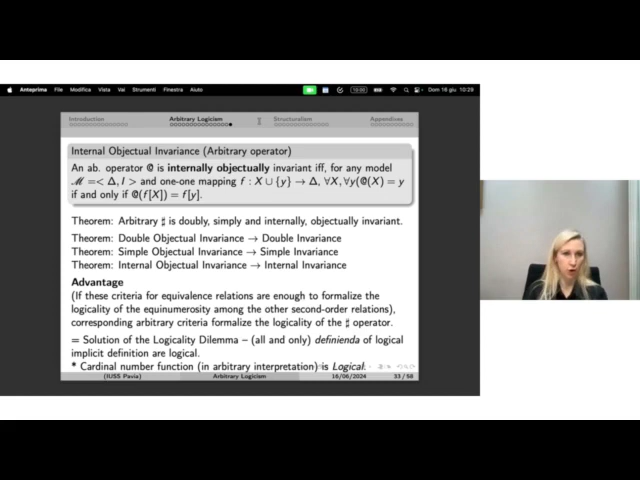 Anteprima File Modifica Vista Vai Strumenti Finestra Aiuto Dom 16 giu 10:29
Introduction Arbitrary Logicism Structuralism Appendices
Internal Objectual Invariance (Arbitrary operator)
An ab. operator @ is internally objectually invariant iff, for any model
ℳ =< Δ, I > and one-one mapping f : X ∪ {y} → Δ, ∀X, ∀y(@(X) = y
if and only if @(f[X]) = f[y].
Theorem: Arbitrary ♯ is doubly, simply and internally, objectually invariant.
Theorem: Double Objectual Invariance → Double Invariance
Theorem: Simple Objectual Invariance → Simple Invariance
Theorem: Internal Objectual Invariance → Internal Invariance
Advantage
(If these criteria for equivalence relations are enough to formalize the
logicality of the equinumerosity among the other second-order relations),
corresponding arbitrary criteria formalize the logicality of the ♯ operator.
= Solution of the Logicality Dilemma – (all and only) definienda of logical
implicit definition are logical.
* Cardinal number function (in arbitrary interpretation) is Logical.
(IUSS Pavia) Arbitrary Logicism 16/06/2024 33 / 58